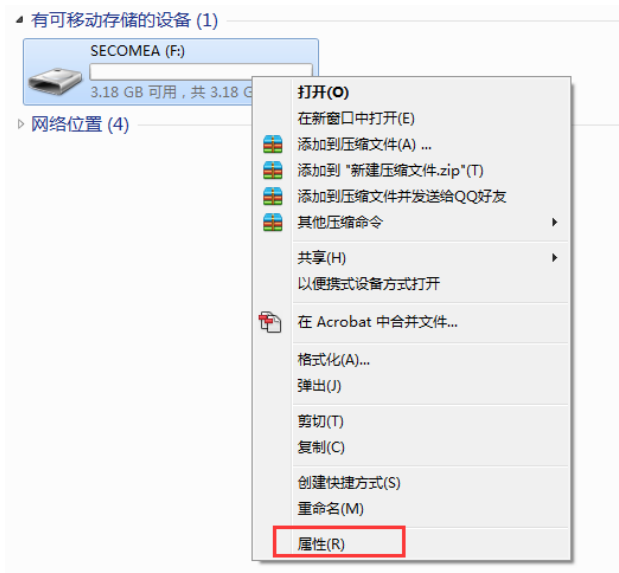 有可移动存储的设备 (1)
SECOMEA (F:)
3.18 GB 可用，共 3.18 G
网络位置 (4)
打开(O)
在新窗口中打开(E)
添加到压缩文件(A) ...
添加到 "新建压缩文件.zip"(T)
添加到压缩文件并发送给QQ好友
其他压缩命令
共享(H)
以便携式设备方式打开
在 Acrobat 中合并文件...
格式化(A)...
弹出(J)
剪切(T)
复制(C)
创建快捷方式(S)
重命名(M)
属性(R)